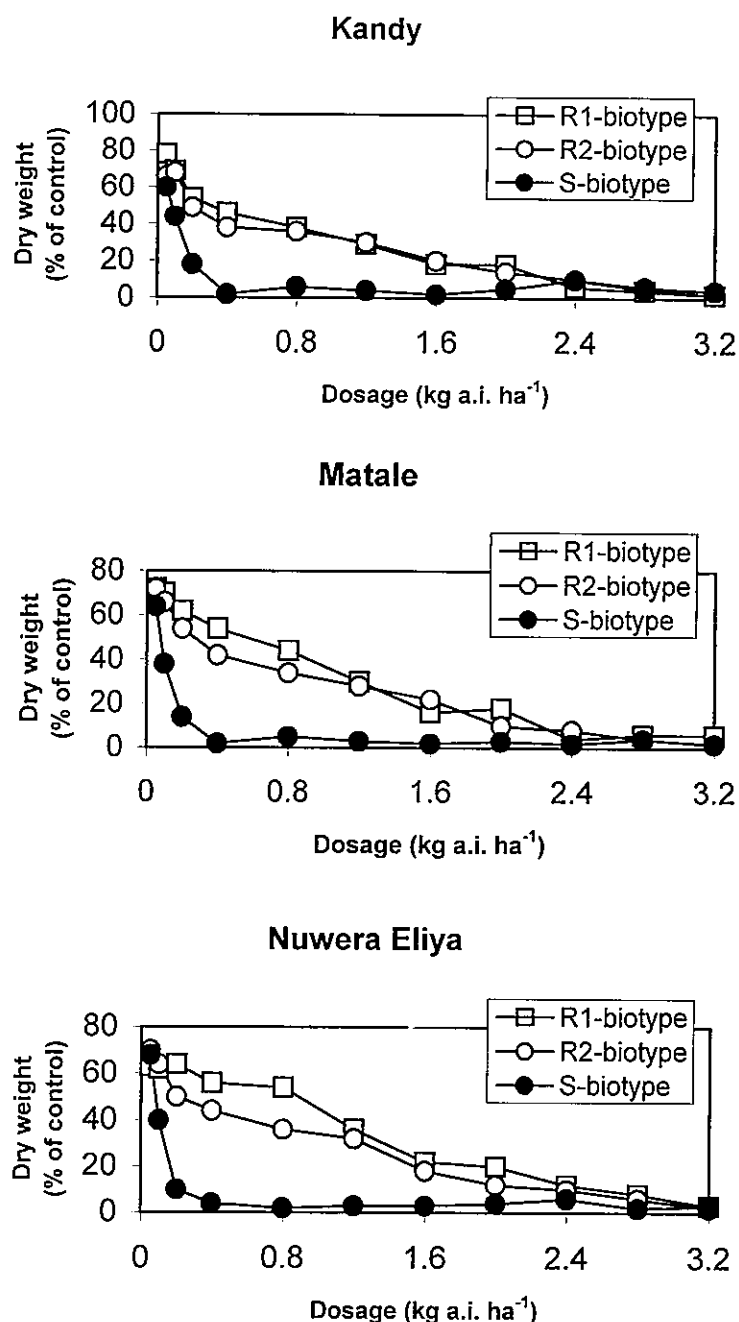 Kandy
Dry weight
(% of control)
100
80
60
40
20
0
R1-biotype
R2-biotype
S-biotype
0 0.8 1.6 2.4 3.2
Dosage (kg a.i. ha⁻¹)
Matale
Dry weight
(% of control)
80
60
40
20
0
R1-biotype
R2-biotype
S-biotype
0 0.8 1.6 2.4 3.2
Dosage (kg a.i. ha⁻¹)
Nuwera Eliya
Dry weight
(% of control)
80
60
40
20
0
R1-biotype
R2-biotype
S-biotype
0 0.8 1.6 2.4 3.2
Dosage (kg a.i. ha⁻¹)